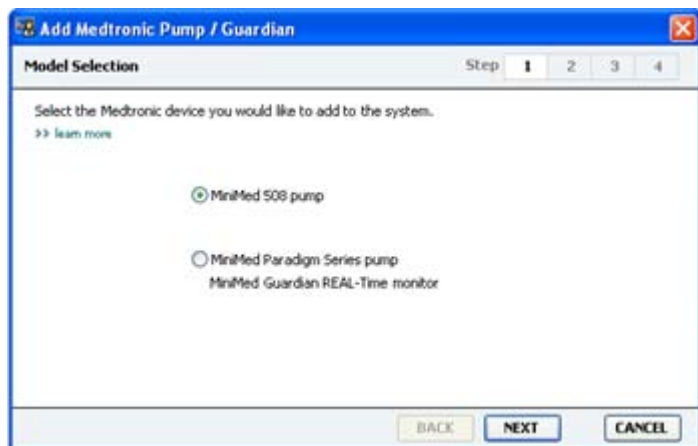 Add Medtronic Pump / Guardian
Model Selection
Step 1 2 3 4
Select the Medtronic device you would like to add to the system.
>> learn more
MiniMed 508 pump
MiniMed Paradigm Series pump
MiniMed Guardian REAL-Time monitor
BACK NEXT CANCEL